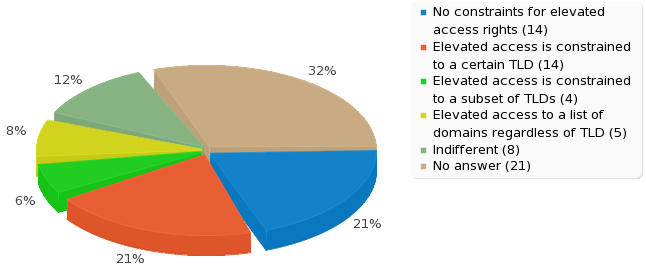 32%
12%
8%
6%
21%
21%
No constraints for elevated
access rights (14)
Elevated access is constrained
to a certain TLD (14)
Elevated access is constrained
to a subset of TLDs (4)
Elevated access to a list of
domains regardless of TLD (5)
Indifferent (8)
No answer (21)